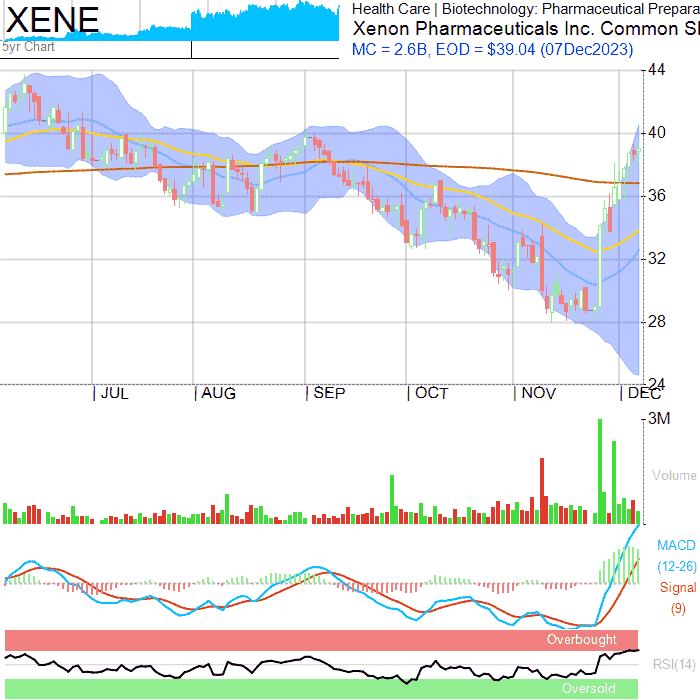 XENE
5yr Chart
Health Care | Biotechnology: Pharmaceutical Prepara
Xenon Pharmaceuticals Inc. Common
MC = 2.6B, EOD = $39.04 (07Dec2023)
44
40
36
32
28
24
JUL AUG SEP OCT NOV DEC
3M
Volume
MACD
(12-26)
Signal
(9)
Overbought
RSI(14)
Oversold